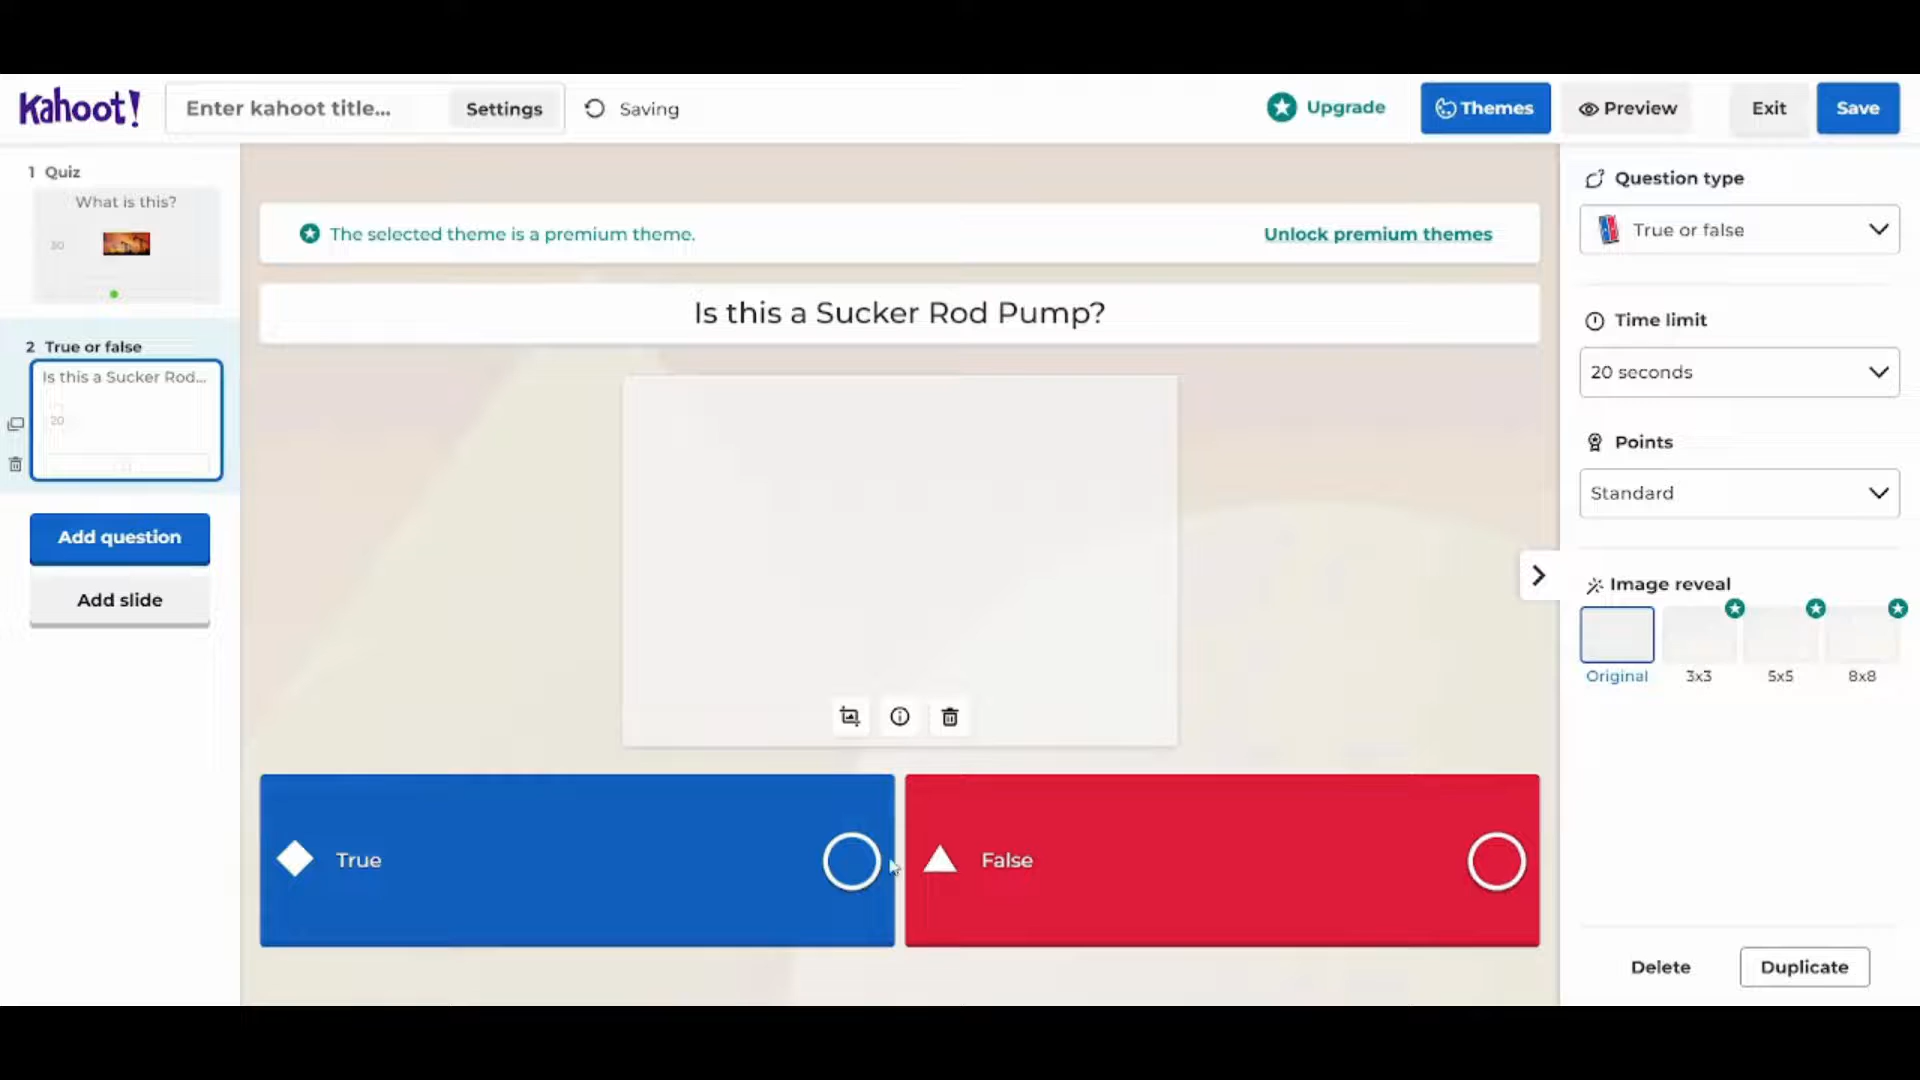 Kahoot!
Enter kahoot title...
Settings
Saving
Upgrade
Themes
Preview
Exit
Save
1 Quiz
What is this?
30
2 True or false
Is this a Sucker Rod...
20
Add question
Add slide
The selected theme is a premium theme.
Unlock premium themes
Is this a Sucker Rod Pump?
True
False
Question type
True or false
Time limit
20 seconds
Points
Standard
Image reveal
Original
3x3
5x5
8x8
Delete
Duplicate